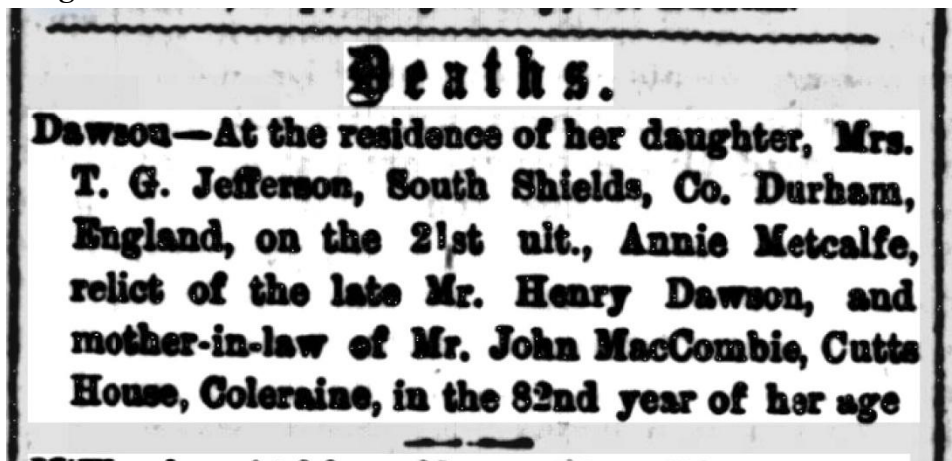 Deaths.
Dawson—At the residence of her daughter, Mrs.
T. G. Jefferson, South Shields, Co. Durham,
England, on the 21st ult., Annie Metcalfe,
relict of the late Mr. Henry Dawson, and
mother-in-law of Mr. John MacCombie, Cutts
House, Coleraine, in the 82nd year of her age